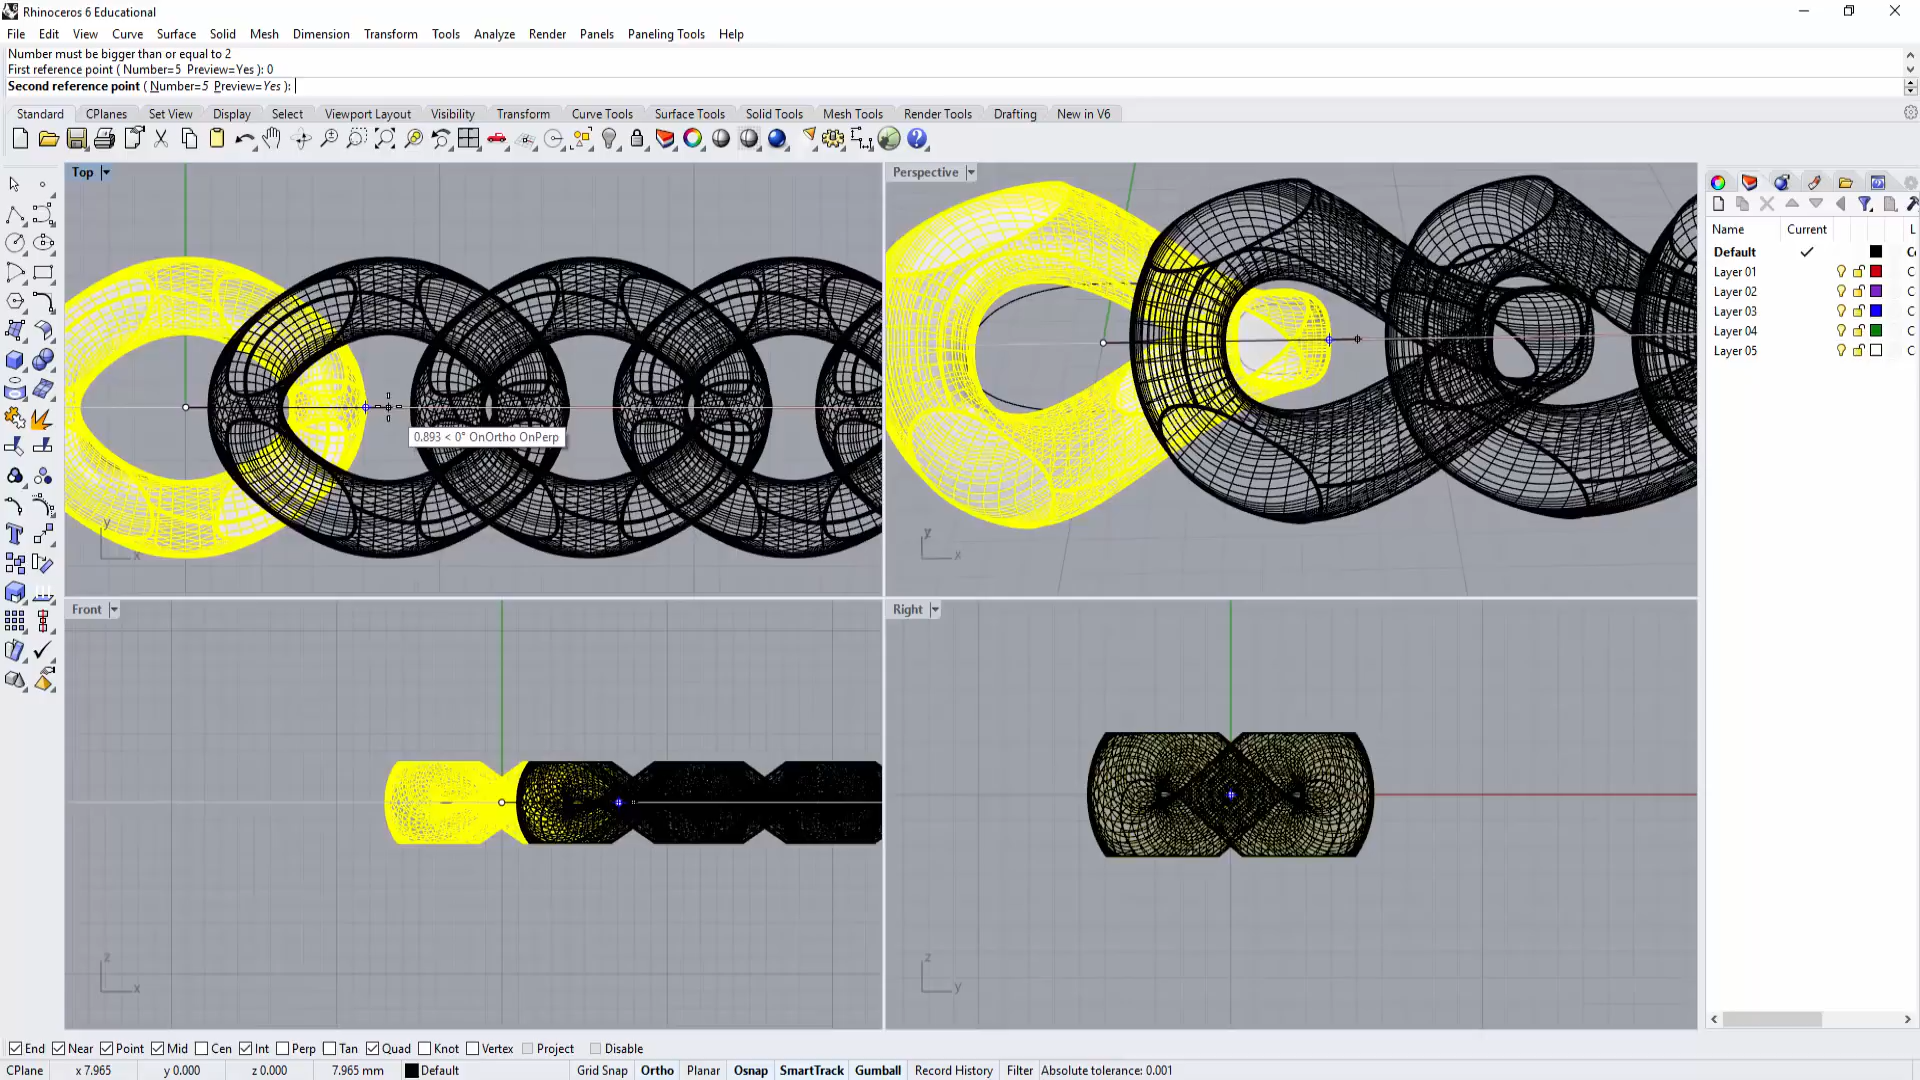 Rhinoceros 6 Educational
File Edit View Curve Surface Solid Mesh Dimension Transform Tools Analyze Render Panels Paneling Tools Help
Number must be bigger than or equal to 2
First reference point ( Number=5 Preview=Yes ): 0
Second reference point ( Number=5 Preview=Yes ):
Standard CPlanes Set View Display Select Viewport Layout Visibility Transform Curve Tools Surface Tools Solid Tools Mesh Tools Render Tools Drafting New in V6
Top
Perspective
Name Current L
Default
Layer 01 C
Layer 02 C
Layer 03 C
Layer 04 C
Layer 05 C
0.893 < 0° OnOrtho OnPerp
y
x
y
x
Front
Right
z
x
z
y
End Near Point Mid Cen Int Perp Tan Quad Knot Vertex Project Disable
CPlane x 7.965 y 0.000 z 0.000 7.965 mm Default Grid Snap Ortho Planar Osnap SmartTrack Gumball Record History Filter Absolute tolerance: 0.001